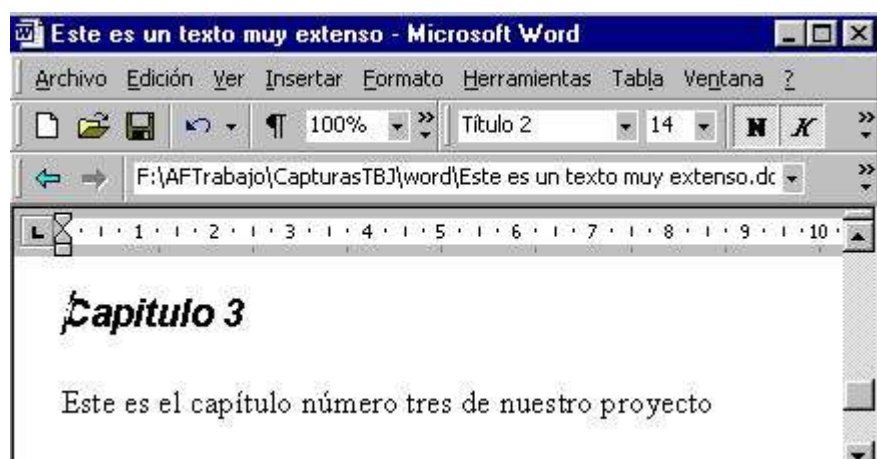 Este es un texto muy extenso - Microsoft Word
Archivo Edición Ver Insertar Formato Herramientas Tabla Ventana ?
¶ 100% Título 2 14 N K
F:\AFTrabajo\CapturasTBJ\word\Este es un texto muy extenso.dc
L 1 2 3 4 5 6 7 8 9 10
Capitulo 3
Este es el capítulo número tres de nuestro proyecto